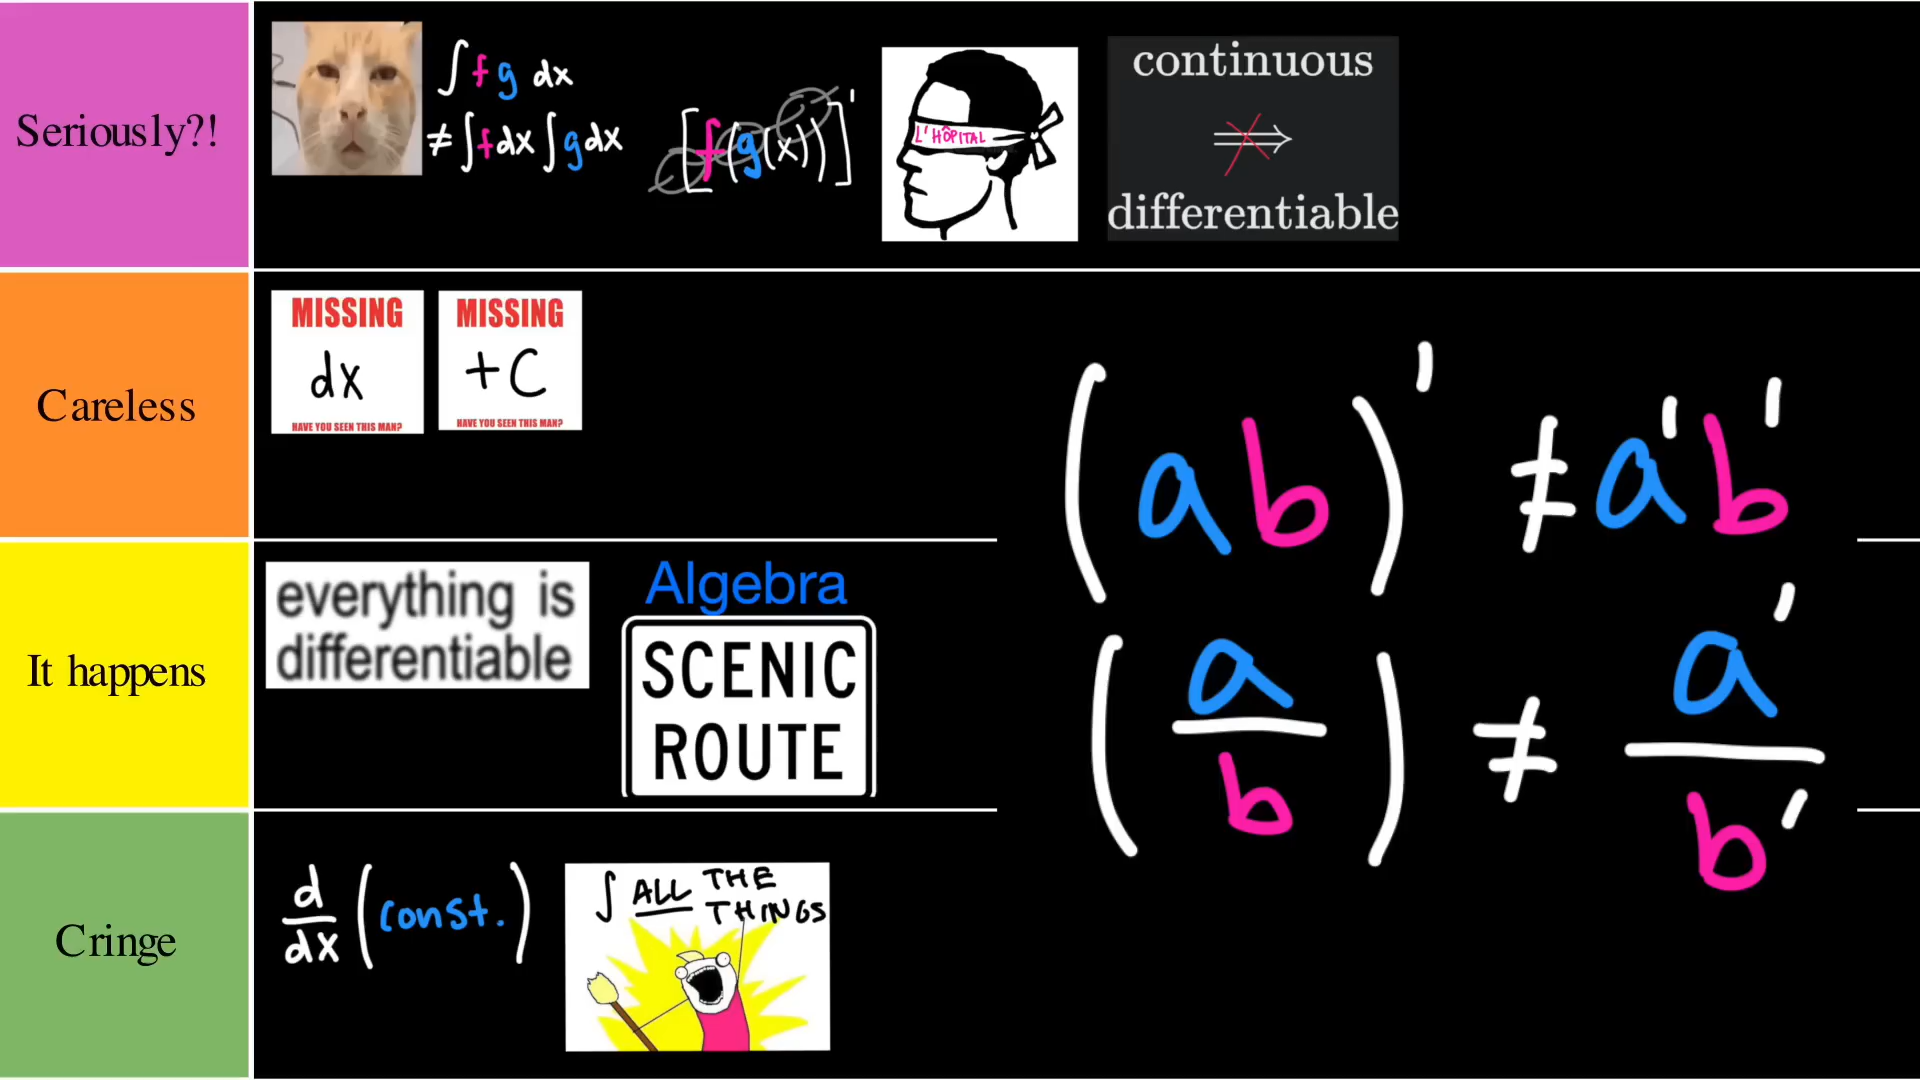 Seriously?!
∫ f g dx
≠ ∫ f dx ∫ g dx
[f(g(x))]'
L'HÔPITAL
continuous
⇏
differentiable
Careless
MISSING
dx
HAVE YOU SEEN THIS MAN?
MISSING
+C
HAVE YOU SEEN THIS MAN?
(ab)' ≠ a'b'
It happens
everything is
differentiable
Algebra
SCENIC
ROUTE
(a/b) ≠ a'/b'
Cringe
d/dx (const.)
∫ ALL THE
THINGS